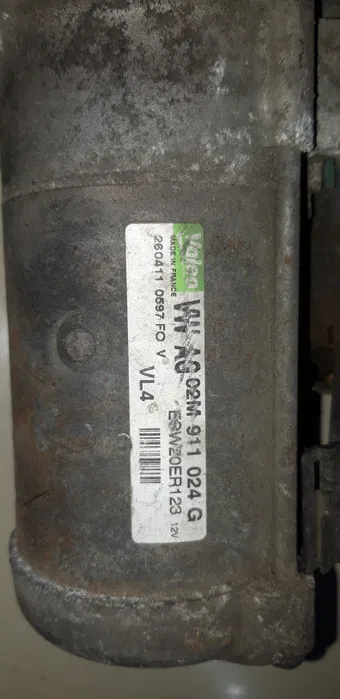 Valeo
MADE IN FRANCE
VW AG 02M 911 024 G
260411 0597 FO V
ESW20ER123 12V
VL4